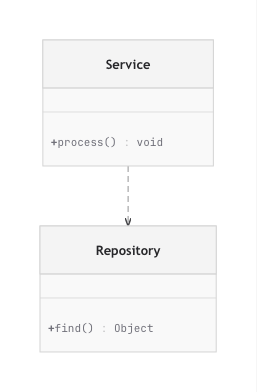 Service
+process() : void
Repository
+find() : Object